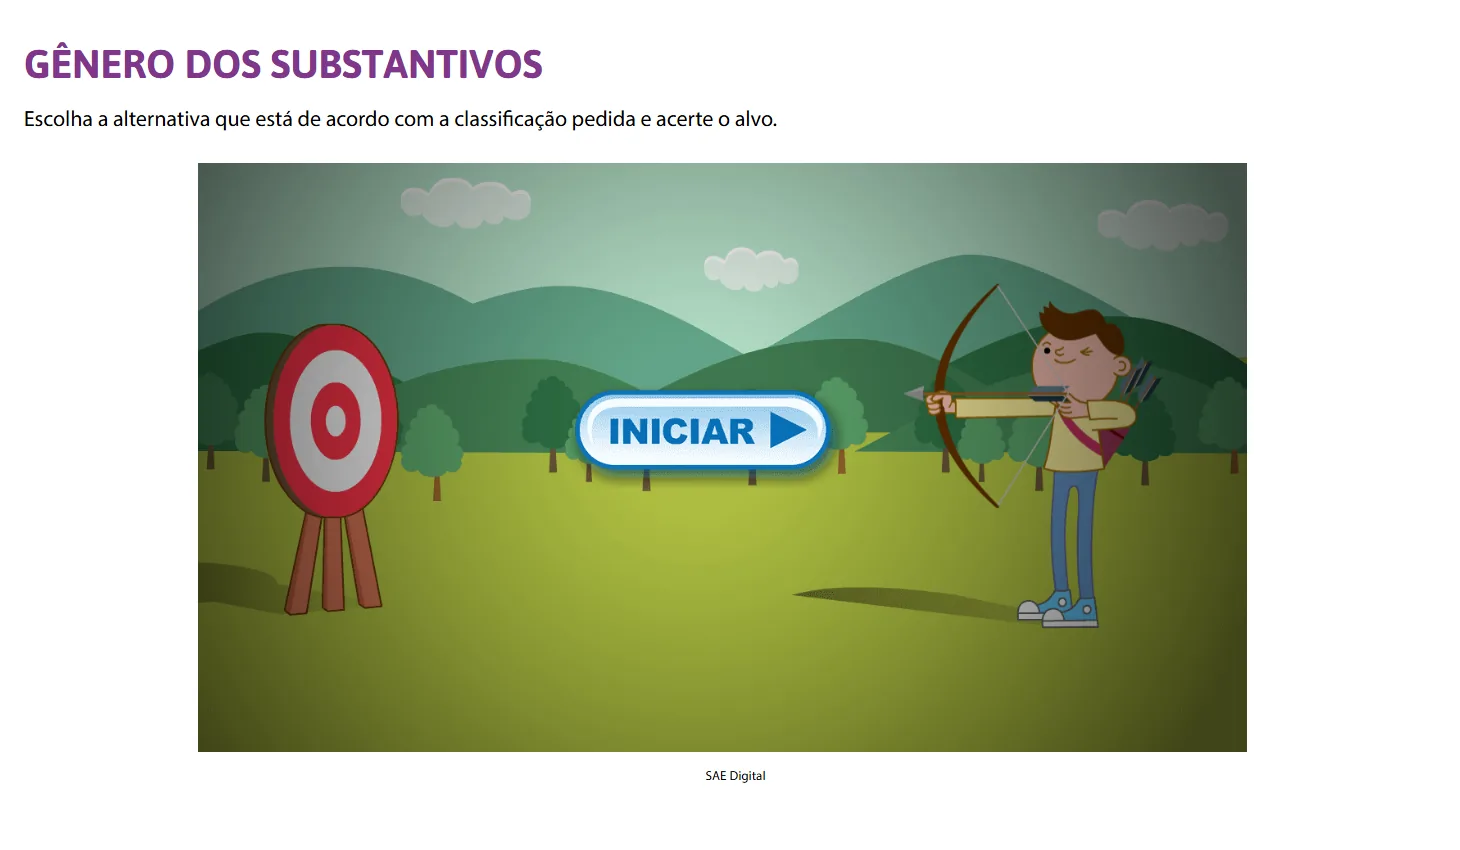 GÊNERO DOS SUBSTANTIVOS
Escolha a alternativa que está de acordo com a classificação pedida e acerte o alvo.
INICIAR
SAE Digital